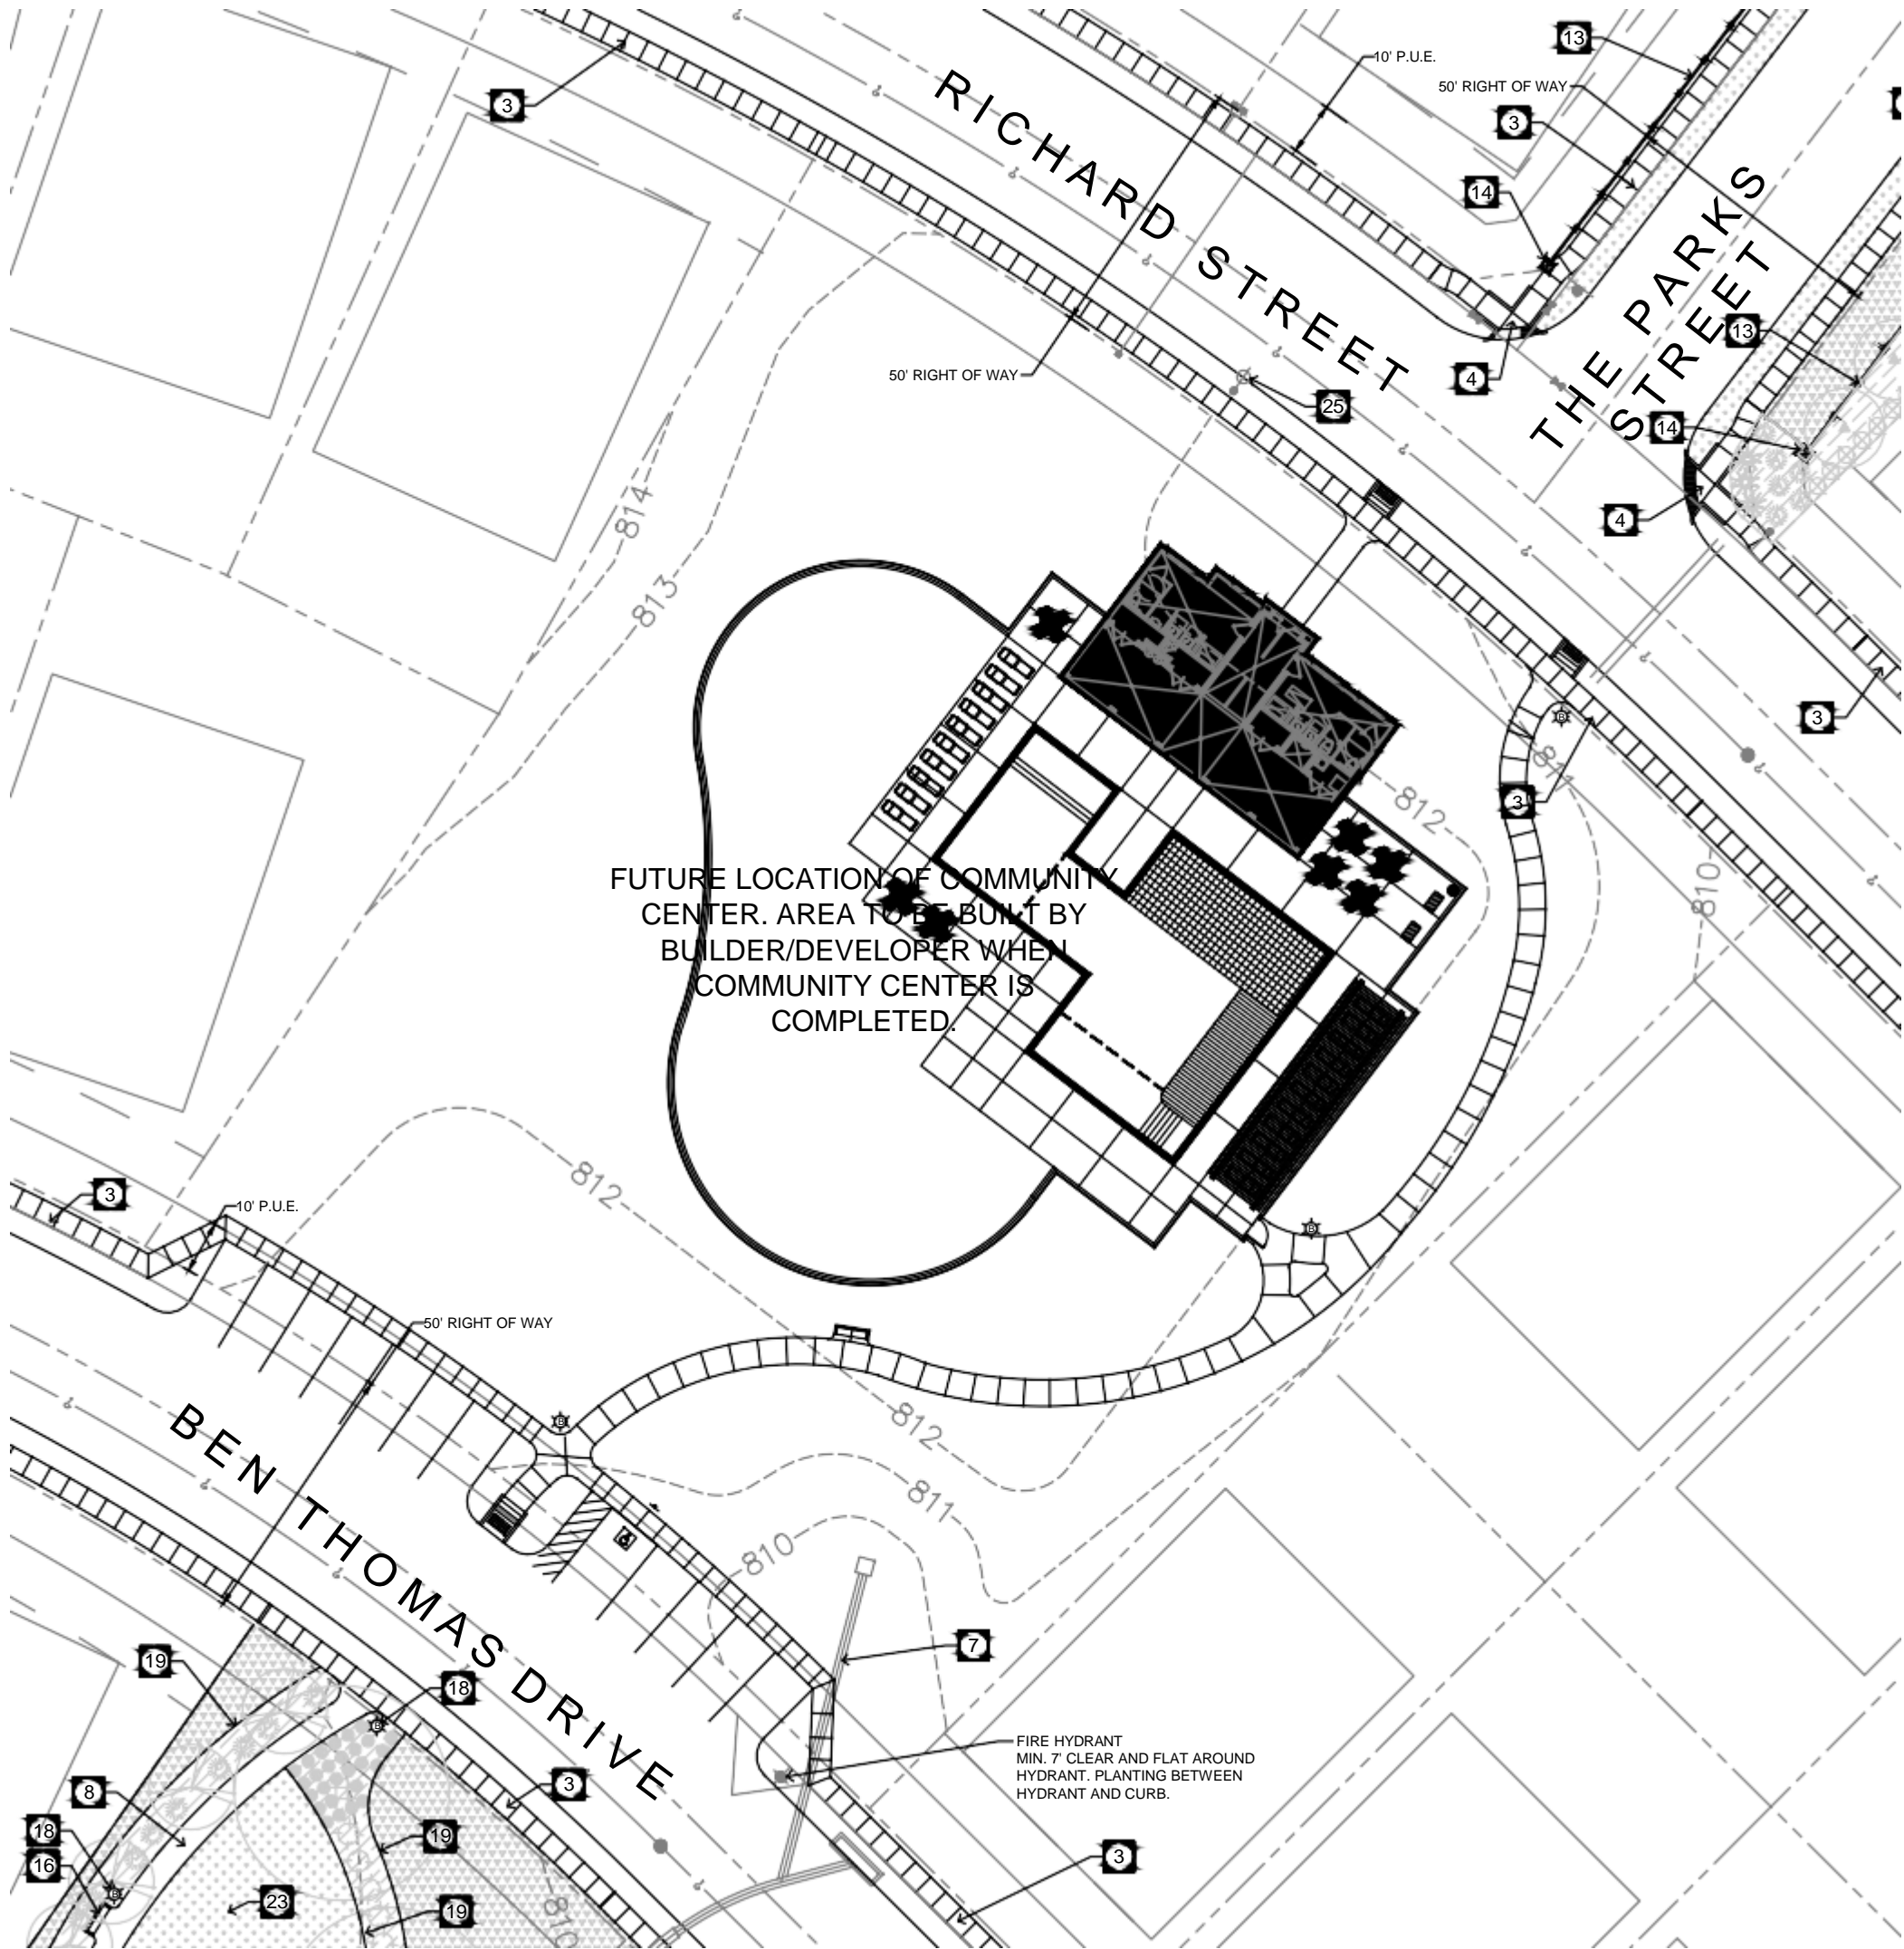 13
10' P.U.E.
50' RIGHT OF WAY
3
3
RICHARD STREET
14
THE PARKS
STREET
13
50' RIGHT OF WAY
4
25
14
814
4
813
3
811
3
812
810
FUTURE LOCATION OF COMMUNITY
CENTER. AREA TO BE BUILT BY
BUILDER/DEVELOPER WHEN
COMMUNITY CENTER IS
COMPLETED.
812
3
10' P.U.E.
50' RIGHT OF WAY
812
BEN THOMAS DRIVE
811
810
7
19
18
FIRE HYDRANT
MIN. 7' CLEAR AND FLAT AROUND
HYDRANT. PLANTING BETWEEN
HYDRANT AND CURB.
3
8
18
19
16
3
23
19
810